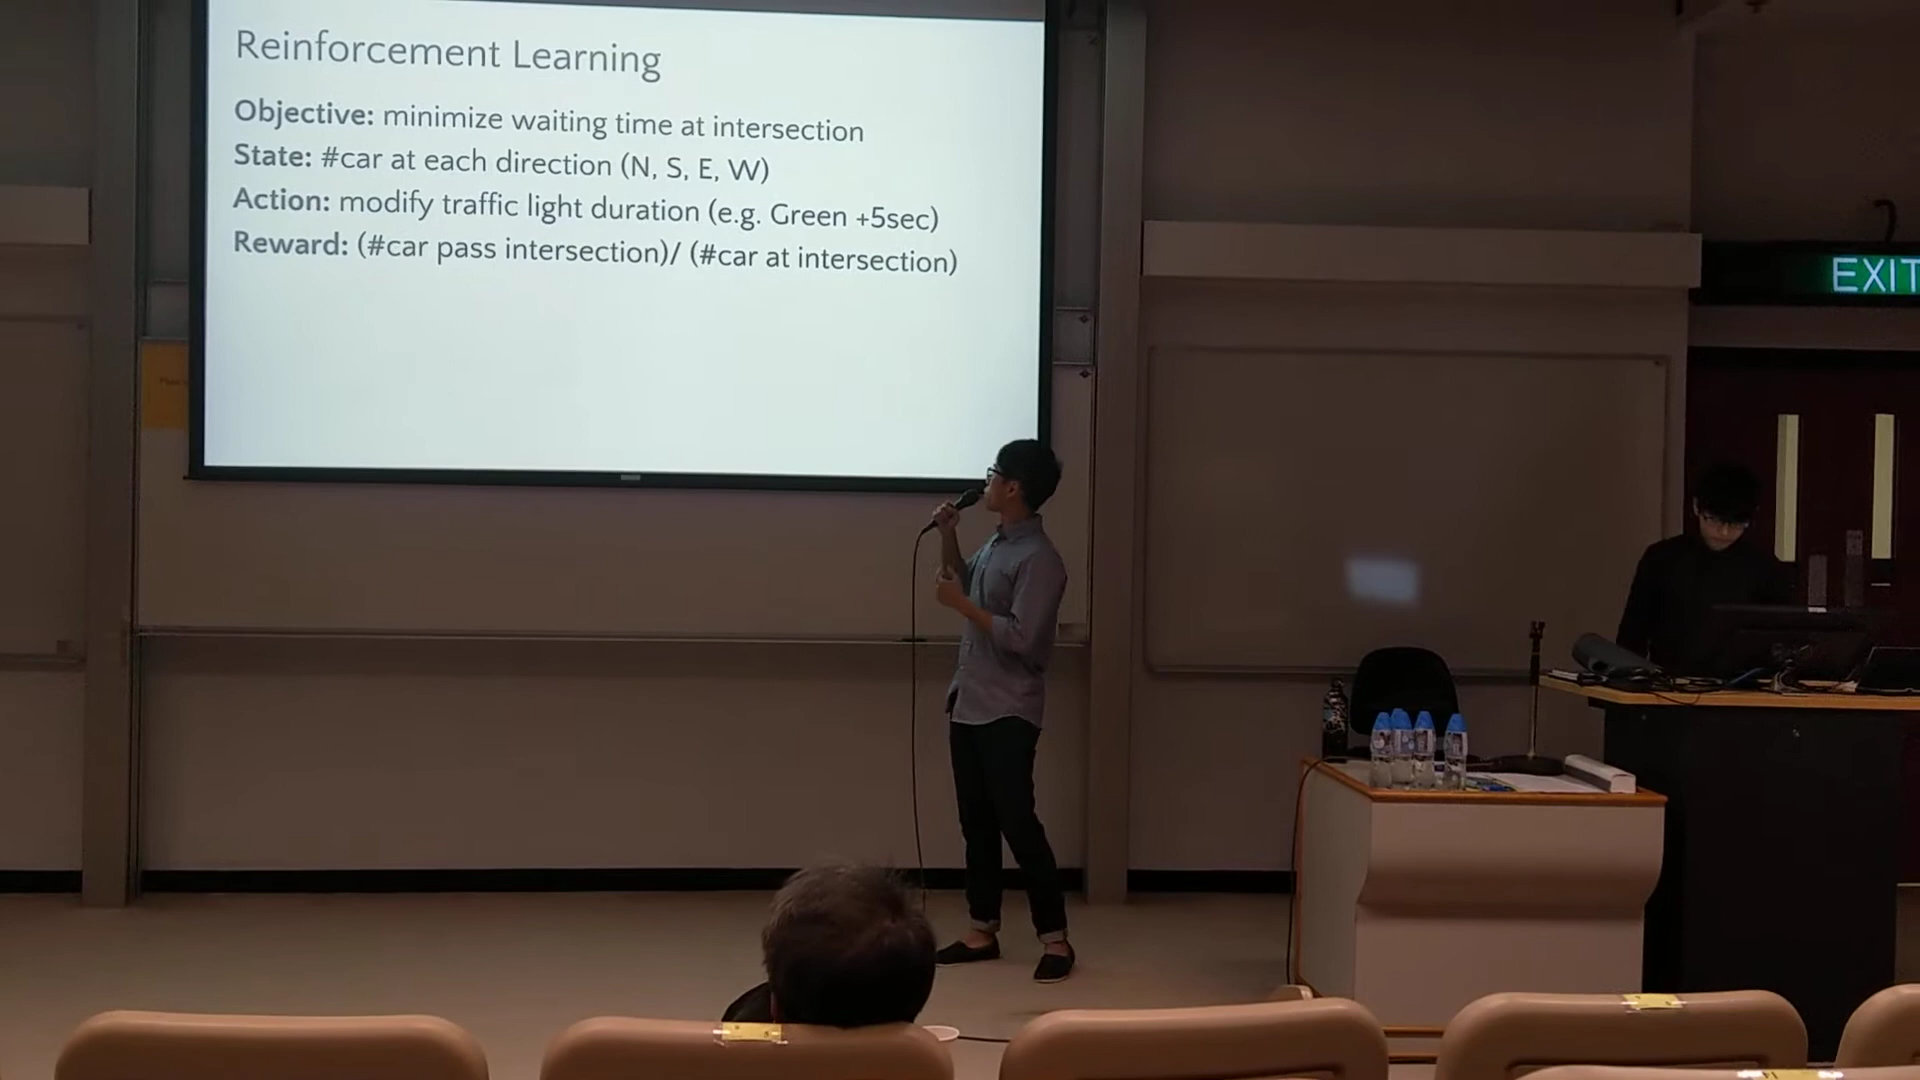 Reinforcement Learning
Objective: minimize waiting time at intersection
State: #car at each direction (N, S, E, W)
Action: modify traffic light duration (e.g. Green +5sec)
Reward: (#car pass intersection)/ (#car at intersection)
EXIT